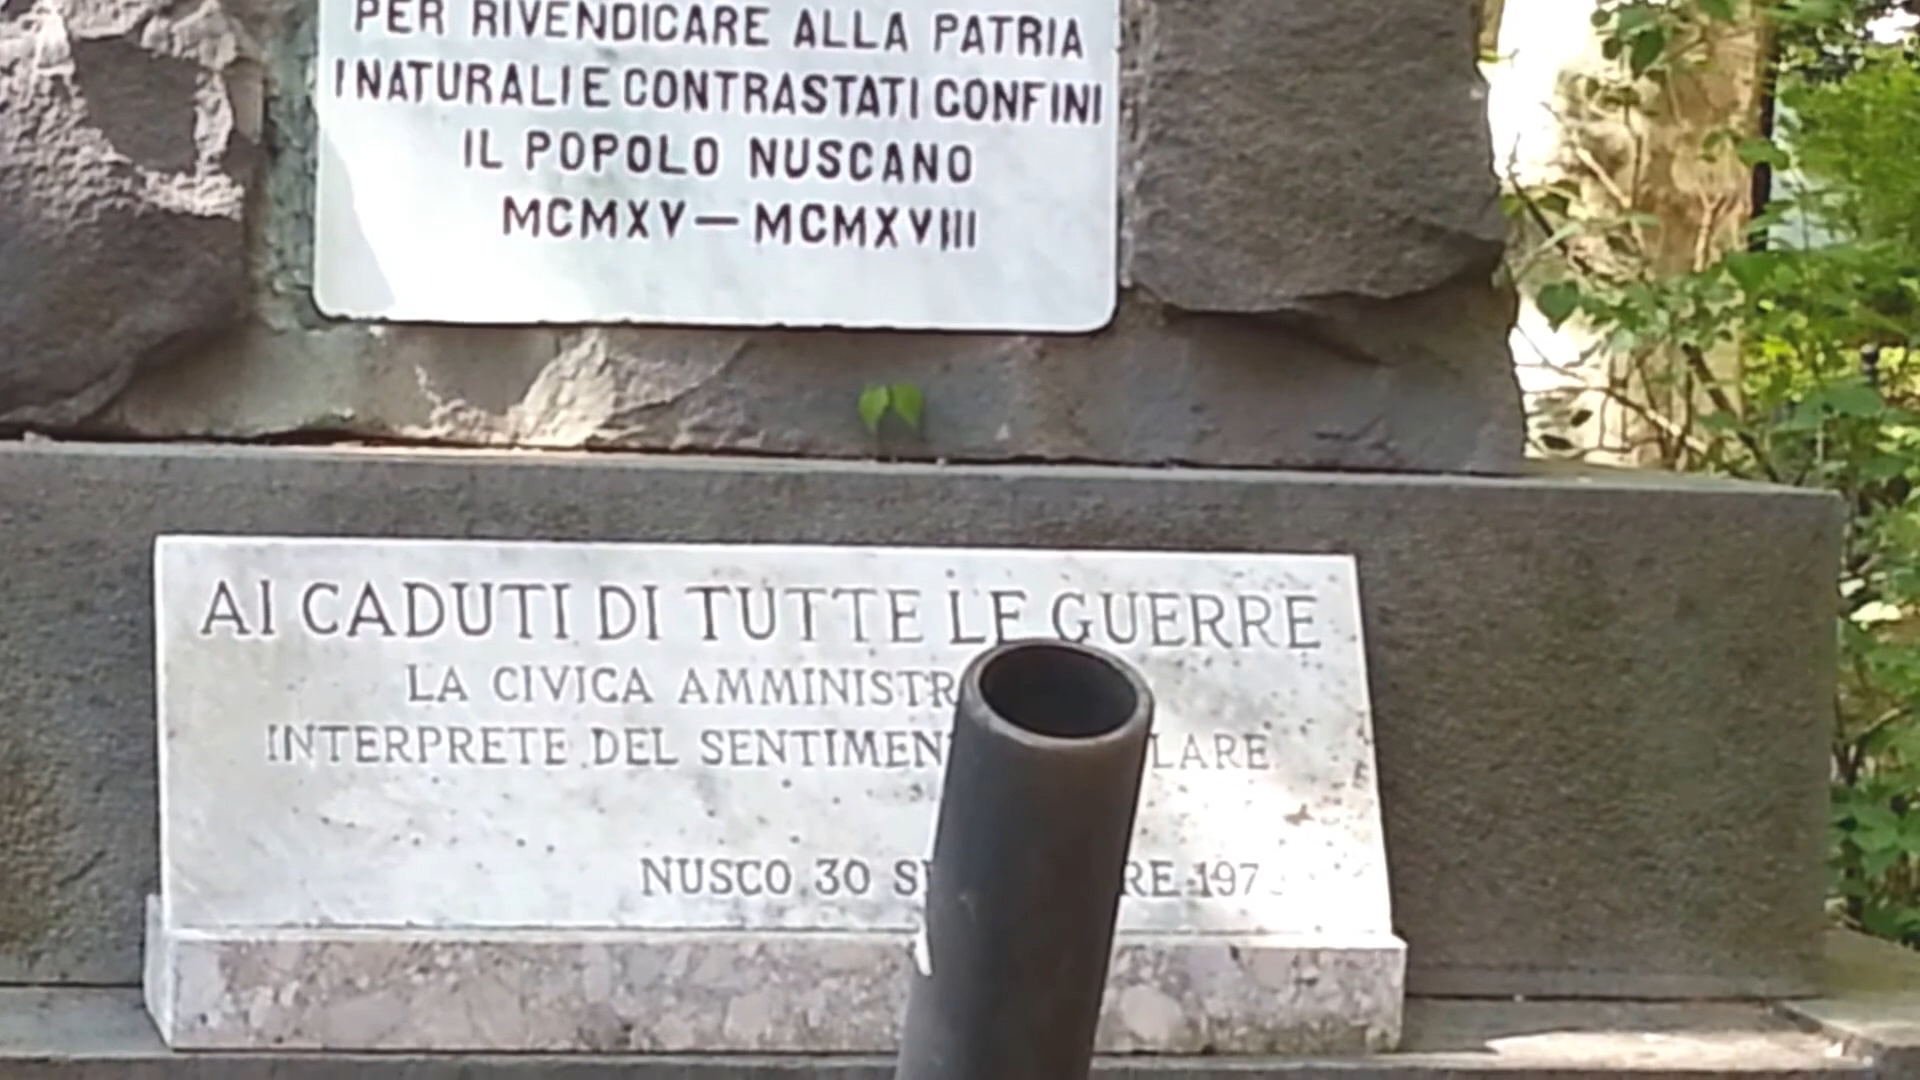 PER RIVENDICARE ALLA PATRIA
I NATURALI E CONTRASTATI CONFINI
IL POPOLO NUSCANO
MCMXV — MCMXVIII
AI CADUTI DI TUTTE LE GUERRE
LA CIVICA
INTERPRETE DEL
NUSCO 30